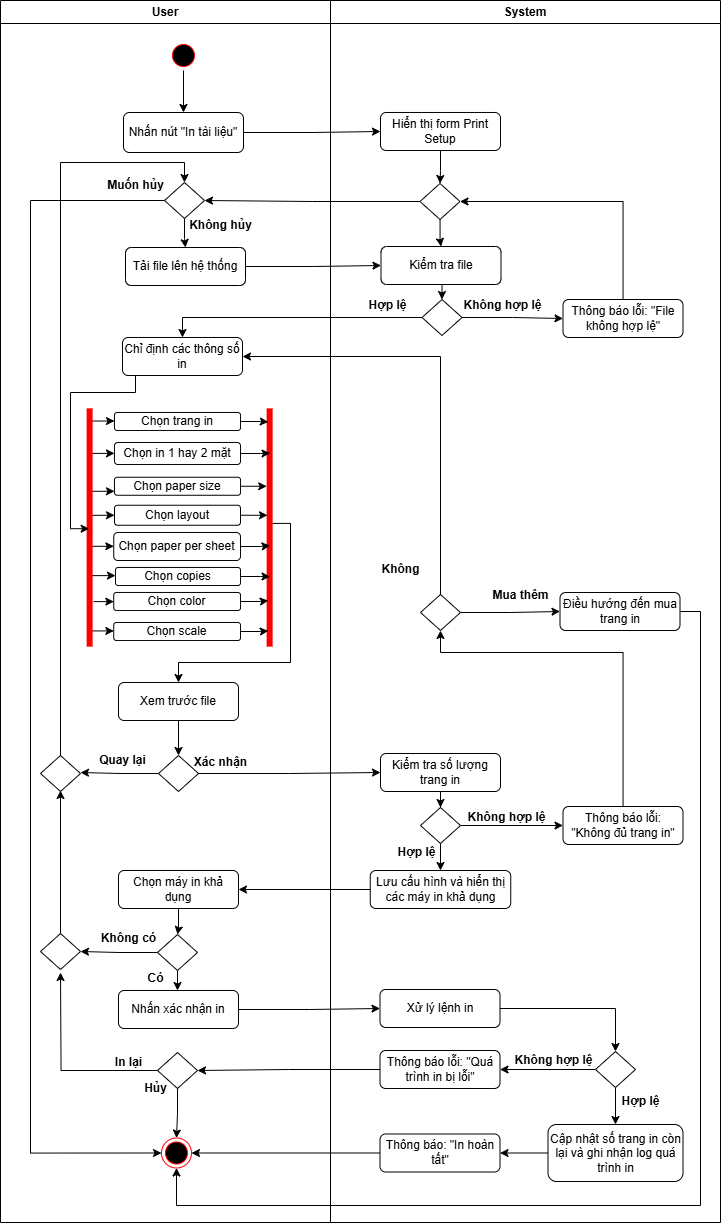 User
System
Nhấn nút "In tài liệu"
Hiển thị form Print
Setup
Muốn hủy
Không hủy
Tải file lên hệ thống
Kiểm tra file
Hợp lệ
Không hợp lệ
Thông báo lỗi: "File
không hợp lệ"
Chỉ định các thông số
in
Chọn trang in
Chọn in 1 hay 2 mặt
Chọn paper size
Chọn layout
Chọn paper per sheet
Chọn copies
Chọn color
Chọn scale
Không
Mua thêm
Điều hướng đến mua
trang in
Xem trước file
Quay lại
Xác nhận
Kiểm tra số lượng
trang in
Không hợp lệ
Thông báo lỗi:
"Không đủ trang in"
Hợp lệ
Chọn máy in khả
dụng
Lưu cấu hình và hiển thị
các máy in khả dụng
Không có
Có
Nhấn xác nhận in
Xử lý lệnh in
In lại
Hủy
Thông báo lỗi: "Quá
trình in bị lỗi"
Không hợp lệ
Hợp lệ
Thông báo: "In hoàn
tất"
Cập nhật số trang in còn
lại và ghi nhận log quá
trình in